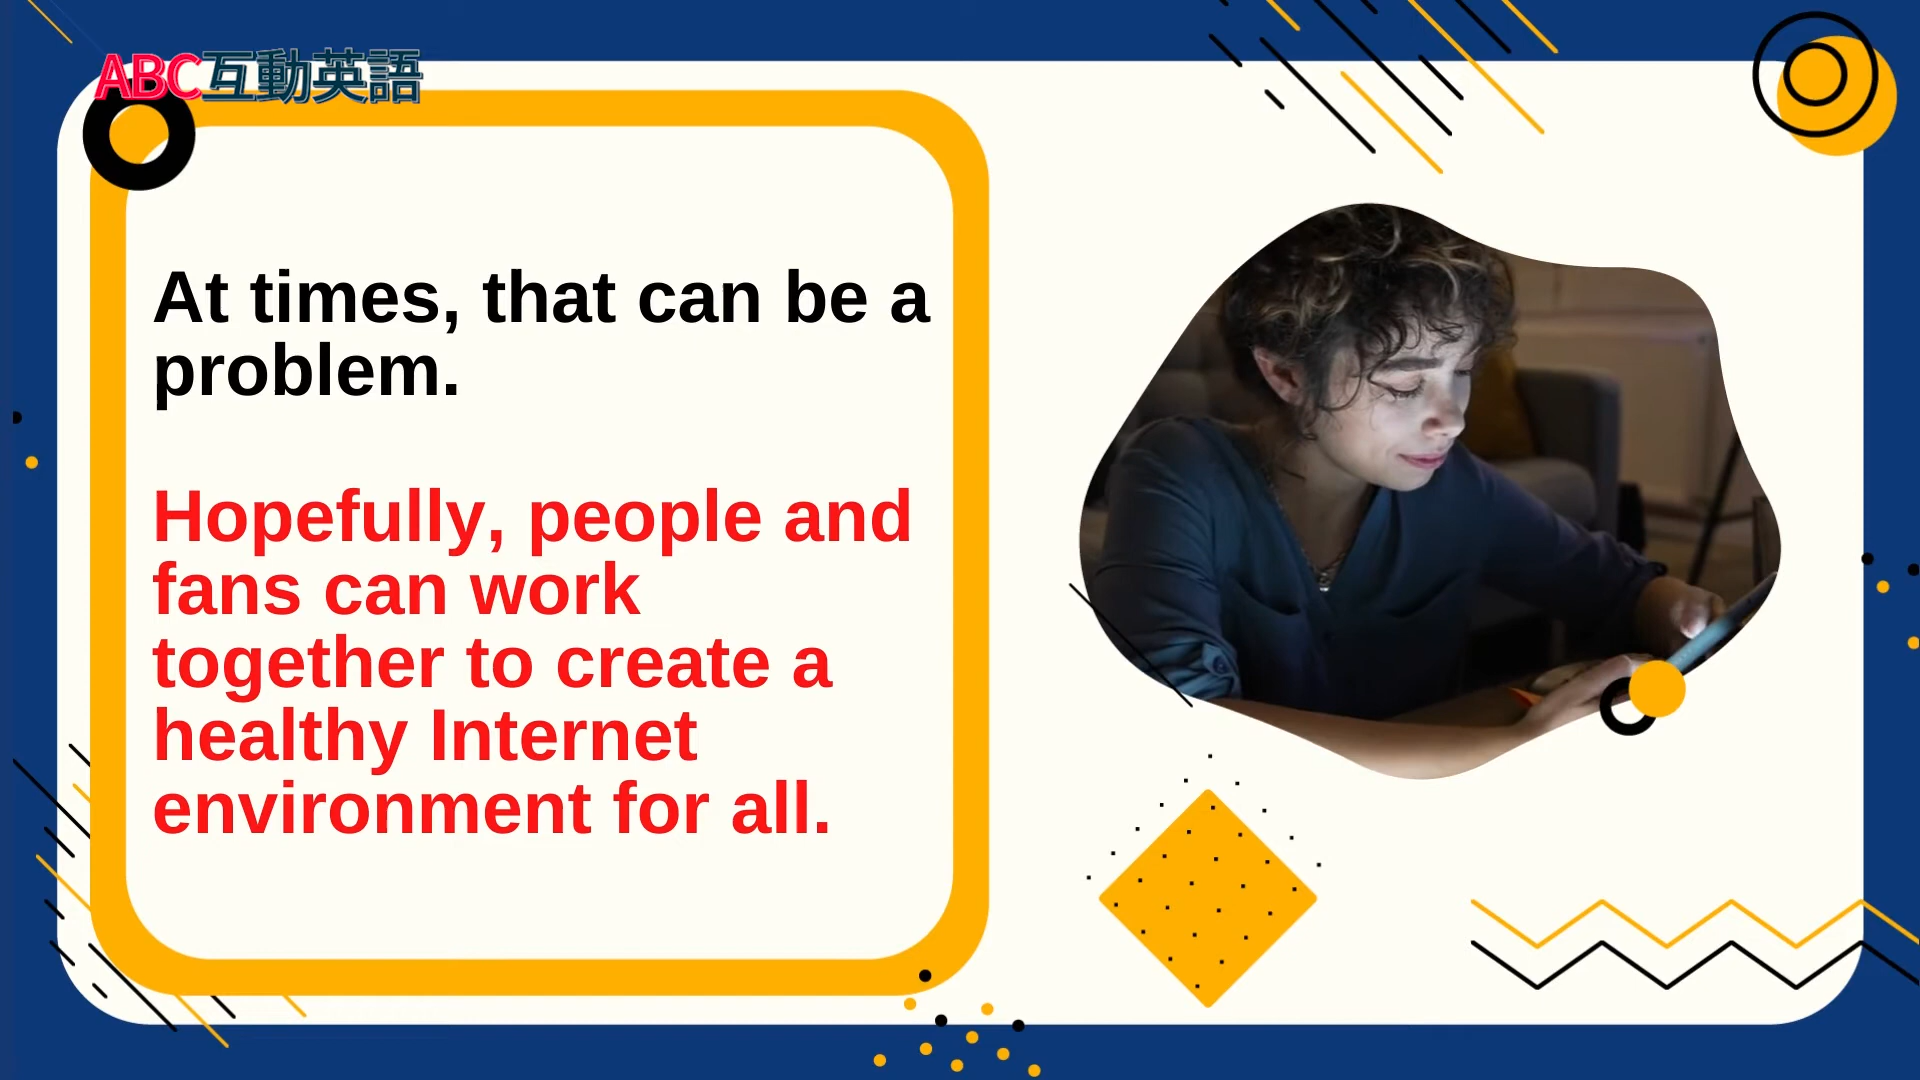 ABC互動英語
At times, that can be a
problem.
Hopefully, people and
fans can work
together to create a
healthy Internet
environment for all.